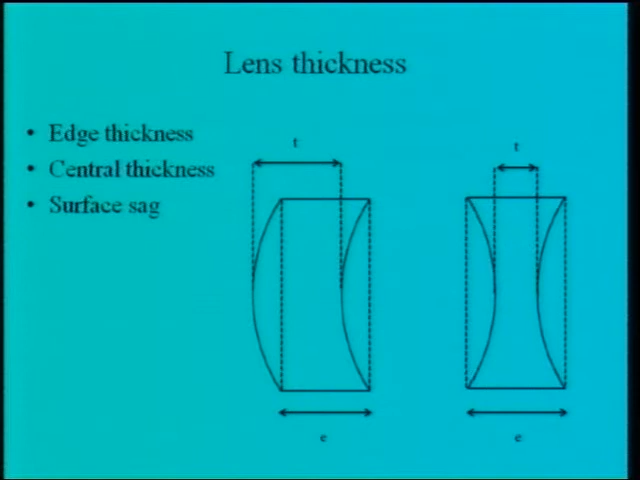 Lens thickness
• Edge thickness
• Central thickness
• Surface sag
t
t
e
e